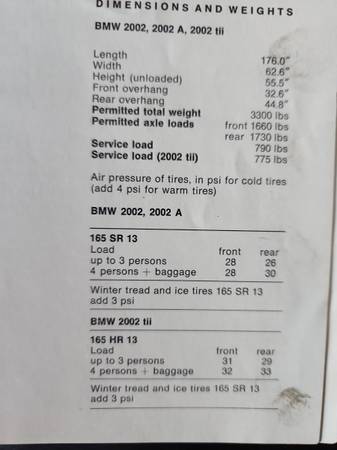 DIMENSIONS AND WEIGHTS
BMW 2002, 2002 A, 2002 tii
Length 176.0"
Width 62.6"
Height (unloaded) 55.5"
Front overhang 32.6"
Rear overhang 44.8"
Permitted total weight 3300 lbs
Permitted axle loads front 1660 lbs
rear 1730 lbs
Service load 790 lbs
Service load (2002 tii) 775 lbs
Air pressure of tires, in psi for cold tires
(add 4 psi for warm tires)
BMW 2002, 2002 A
165 SR 13
Load front rear
up to 3 persons 28 26
4 persons + baggage 28 30
Winter tread and ice tires 165 SR 13
add 3 psi
BMW 2002 tii
165 HR 13
Load front rear
up to 3 persons 31 29
4 persons + baggage 32 33
Winter tread and ice tires 165 SR 13
add 3 psi